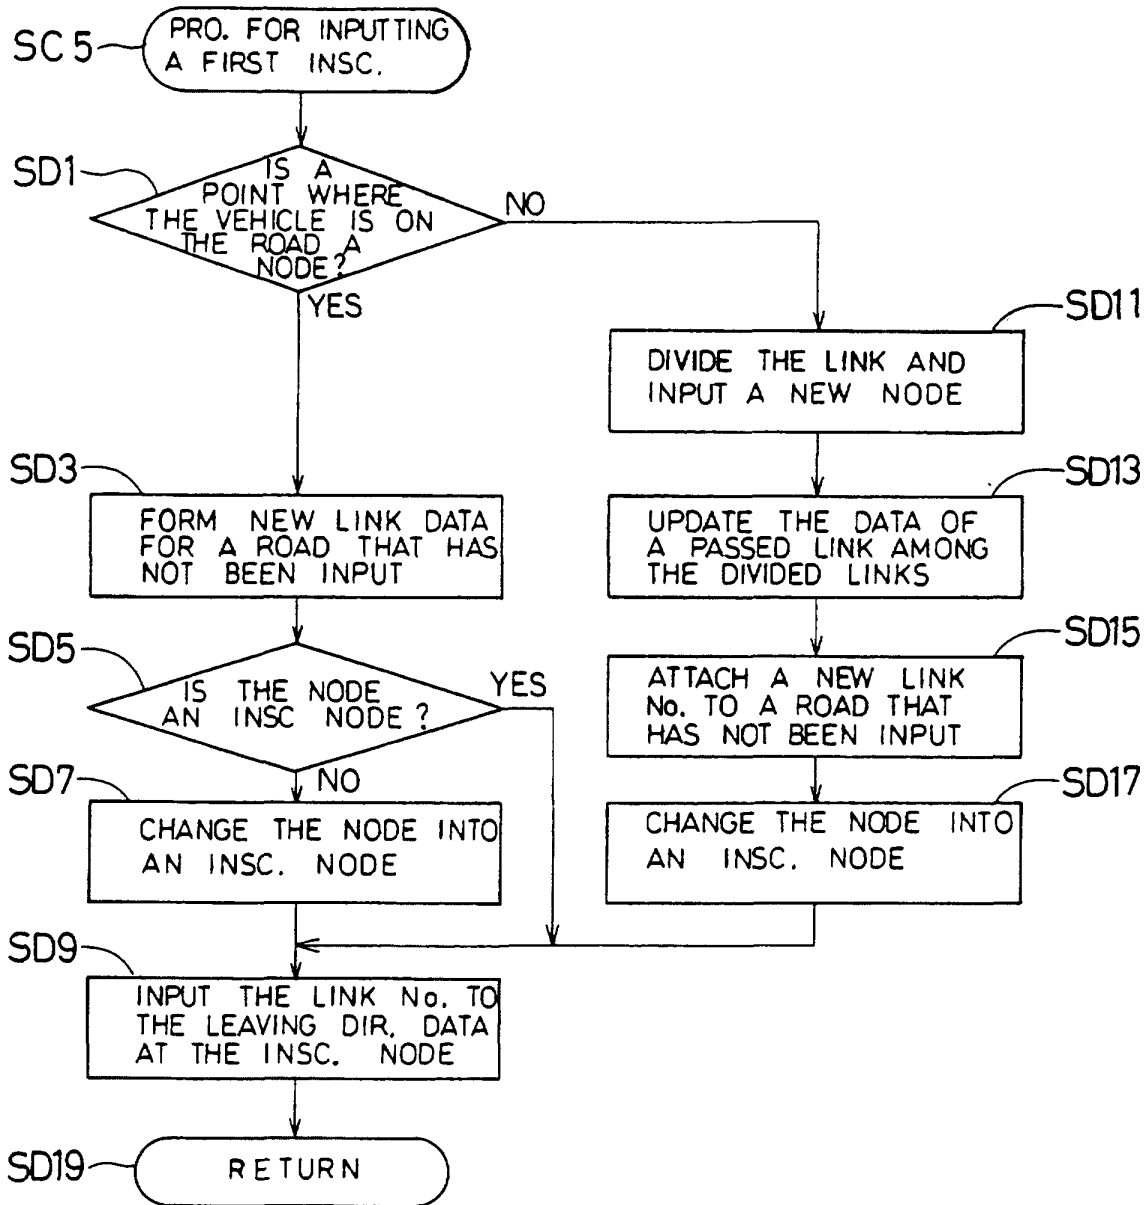 SC5
PRO. FOR INPUTTING
A FIRST INSC.
SD1
IS A
POINT WHERE
THE VEHICLE IS ON
THE ROAD A
NODE?
NO
YES
SD11
DIVIDE THE LINK AND
INPUT A NEW NODE
SD3
FORM NEW LINK DATA
FOR A ROAD THAT HAS
NOT BEEN INPUT
SD13
UPDATE THE DATA OF
A PASSED LINK AMONG
THE DIVIDED LINKS
SD5
IS THE NODE
AN INSC NODE?
YES
NO
SD15
ATTACH A NEW LINK
No. TO A ROAD THAT
HAS NOT BEEN INPUT
SD7
CHANGE THE NODE INTO
AN INSC. NODE
SD17
CHANGE THE NODE INTO
AN INSC. NODE
SD9
INPUT THE LINK No. TO
THE LEAVING DIR. DATA
AT THE INSC. NODE
SD19
RETURN